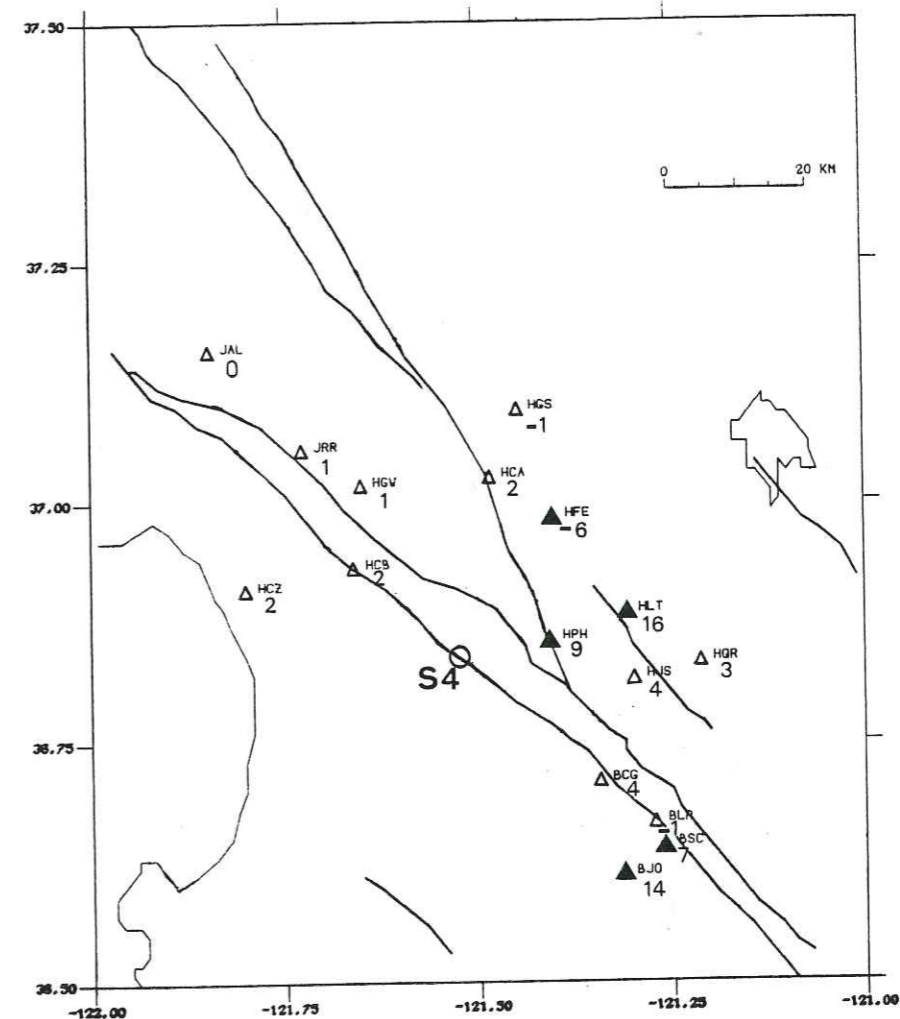 37.50
0 20 KM
37.25
JAL
0
HGS
-1
JRR
1
HCA
2
HGW
1
37.00
HFE
-6
HCB
2
HCZ
2
HLT
16
HPH
9
HQR
3
HJS
4
S4
36.75
BCG
4
BLR
-1
BSC
7
BJO
14
36.50
-122.00 -121.75 -121.50 -121.25 -121.00